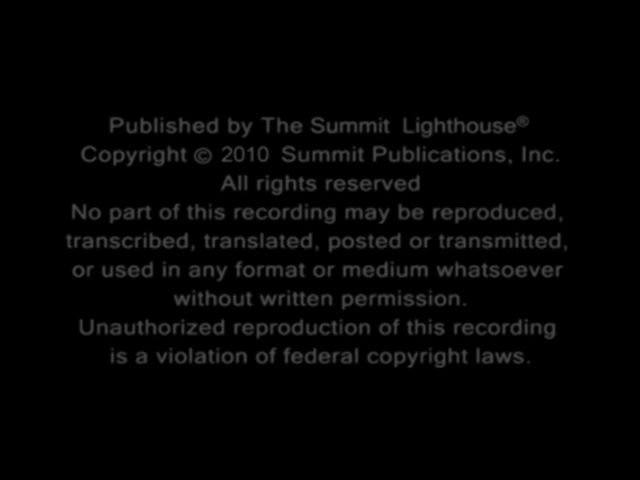 Published by The Summit Lighthouse®
Copyright © 2010 Summit Publications, Inc.
All rights reserved
No part of this recording may be reproduced,
transcribed, translated, posted or transmitted,
or used in any format or medium whatsoever
without written permission.
Unauthorized reproduction of this recording
is a violation of federal copyright laws.